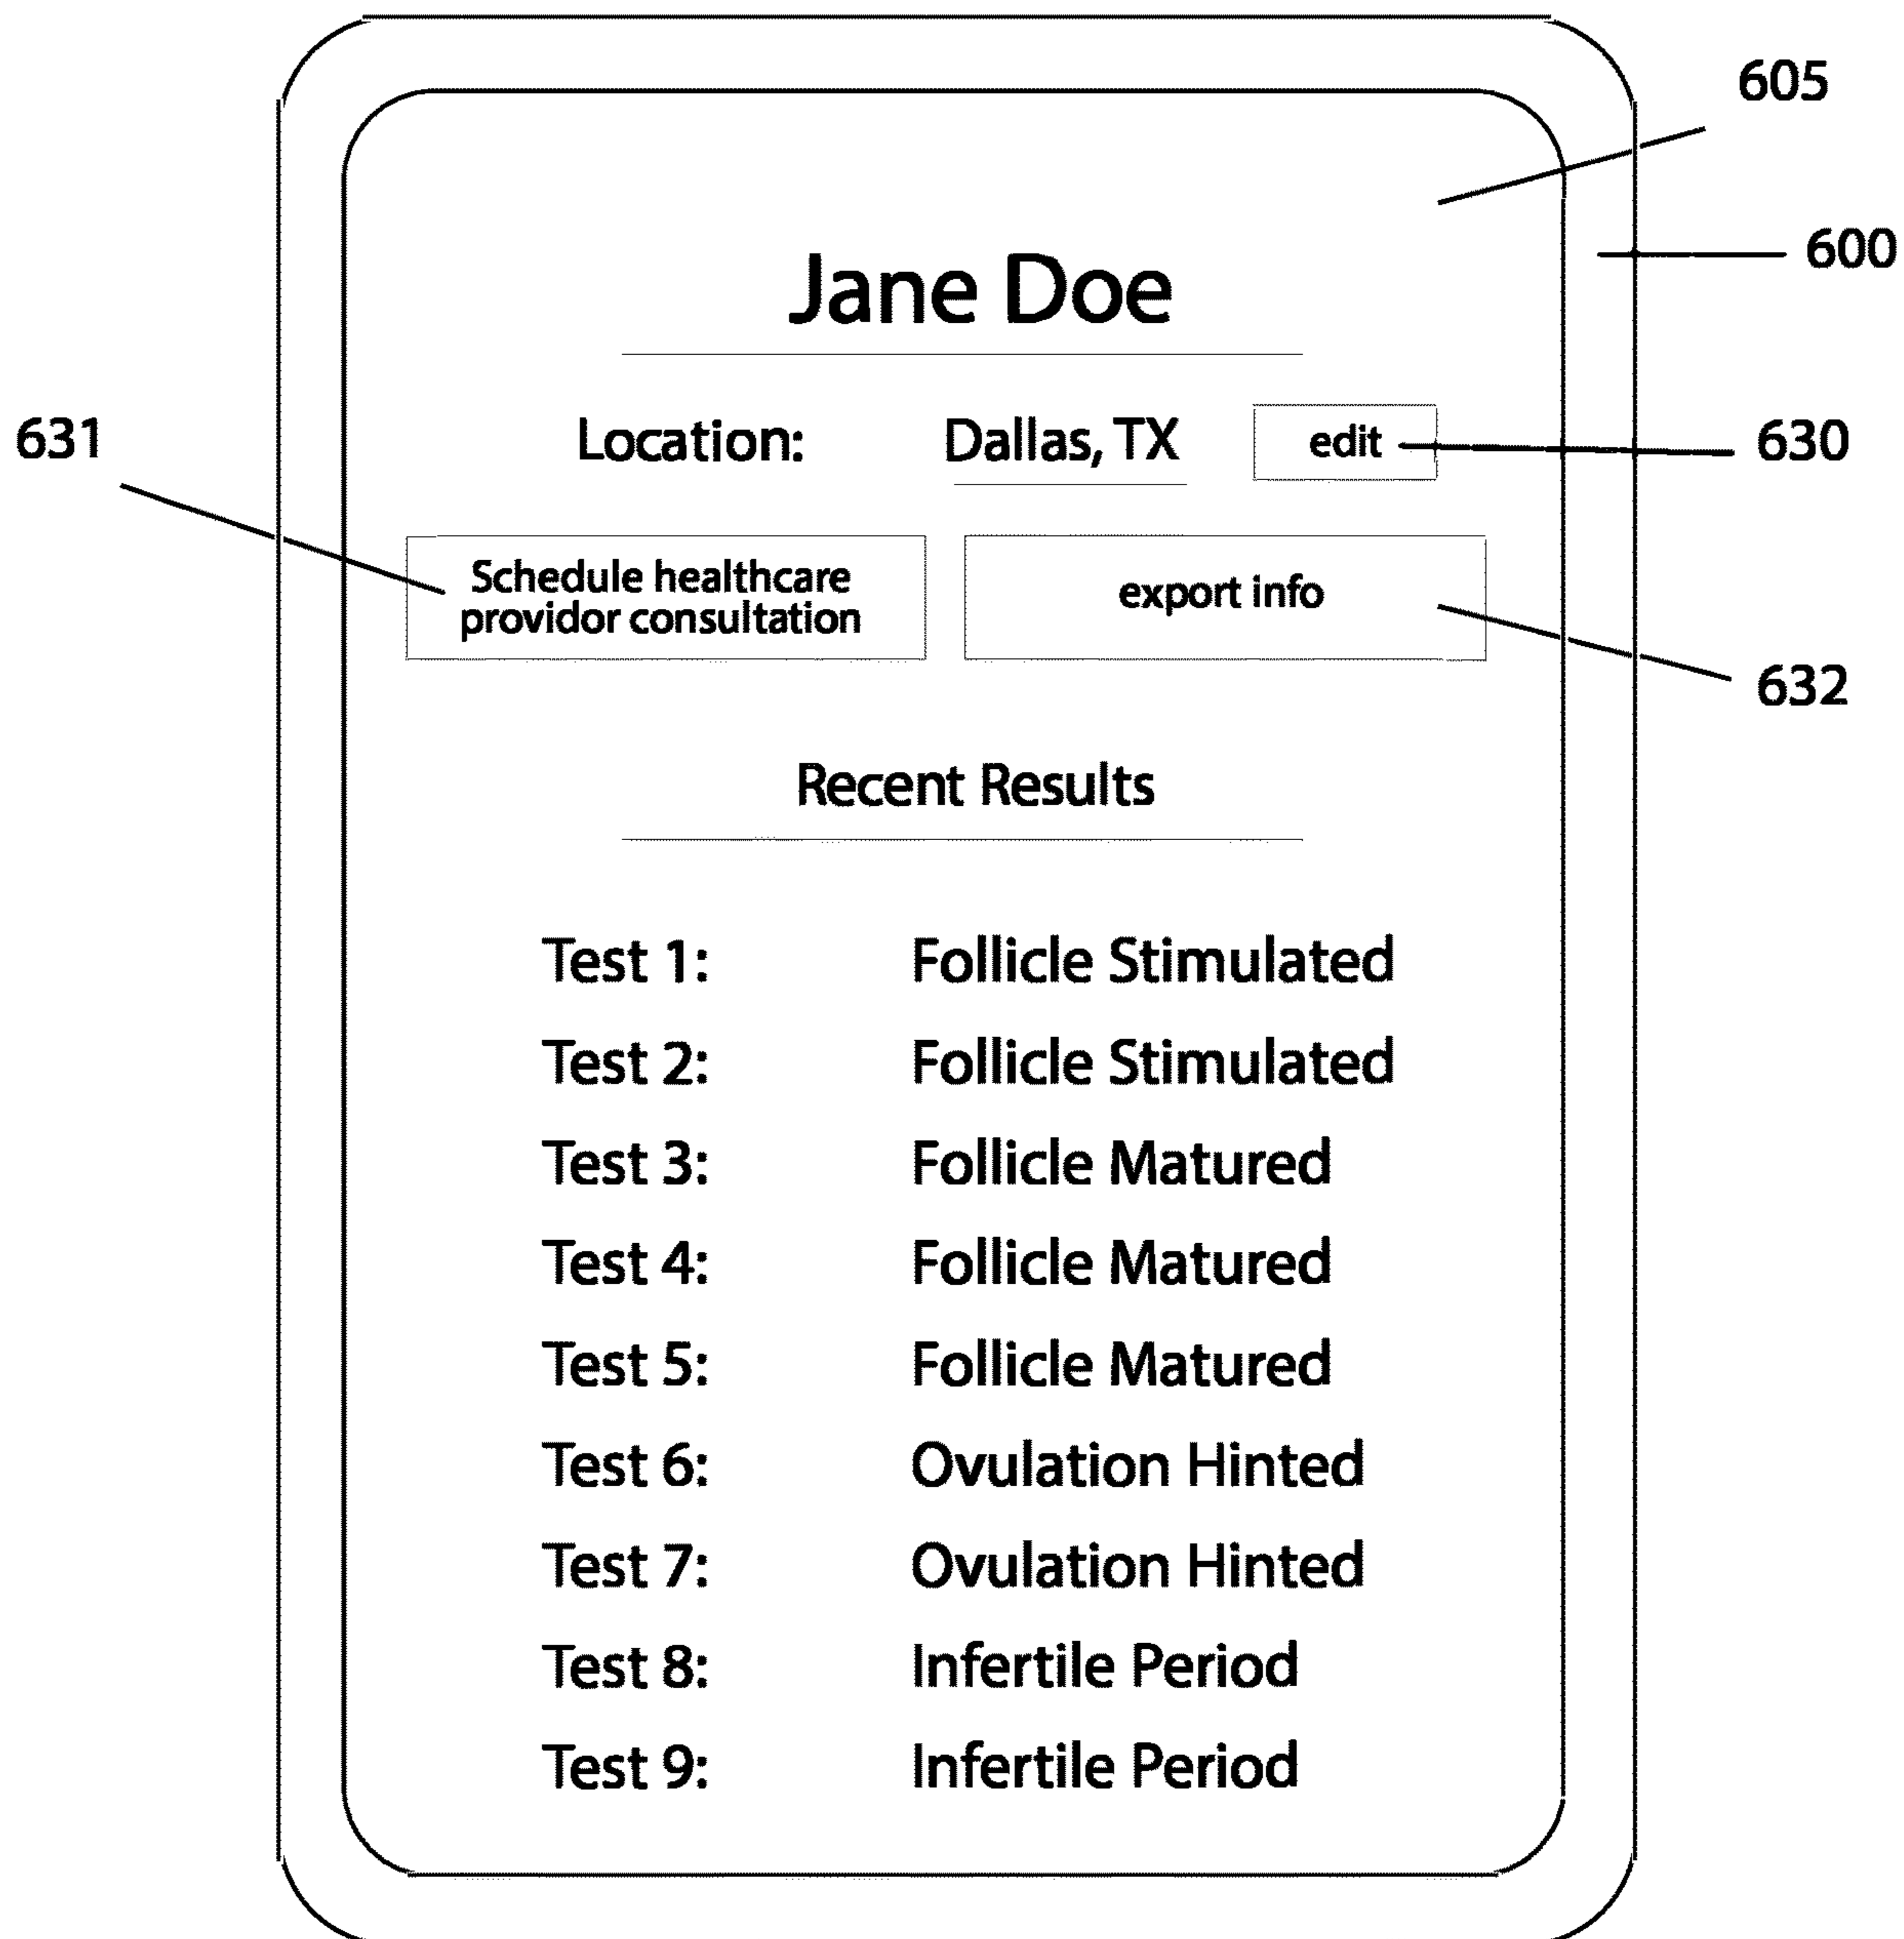 605
600
Jane Doe
631
Location: Dallas, TX edit 630
Schedule healthcare
providor consultation
export info
632
Recent Results
Test 1: Follicle Stimulated
Test 2: Follicle Stimulated
Test 3: Follicle Matured
Test 4: Follicle Matured
Test 5: Follicle Matured
Test 6: Ovulation Hinted
Test 7: Ovulation Hinted
Test 8: Infertile Period
Test 9: Infertile Period